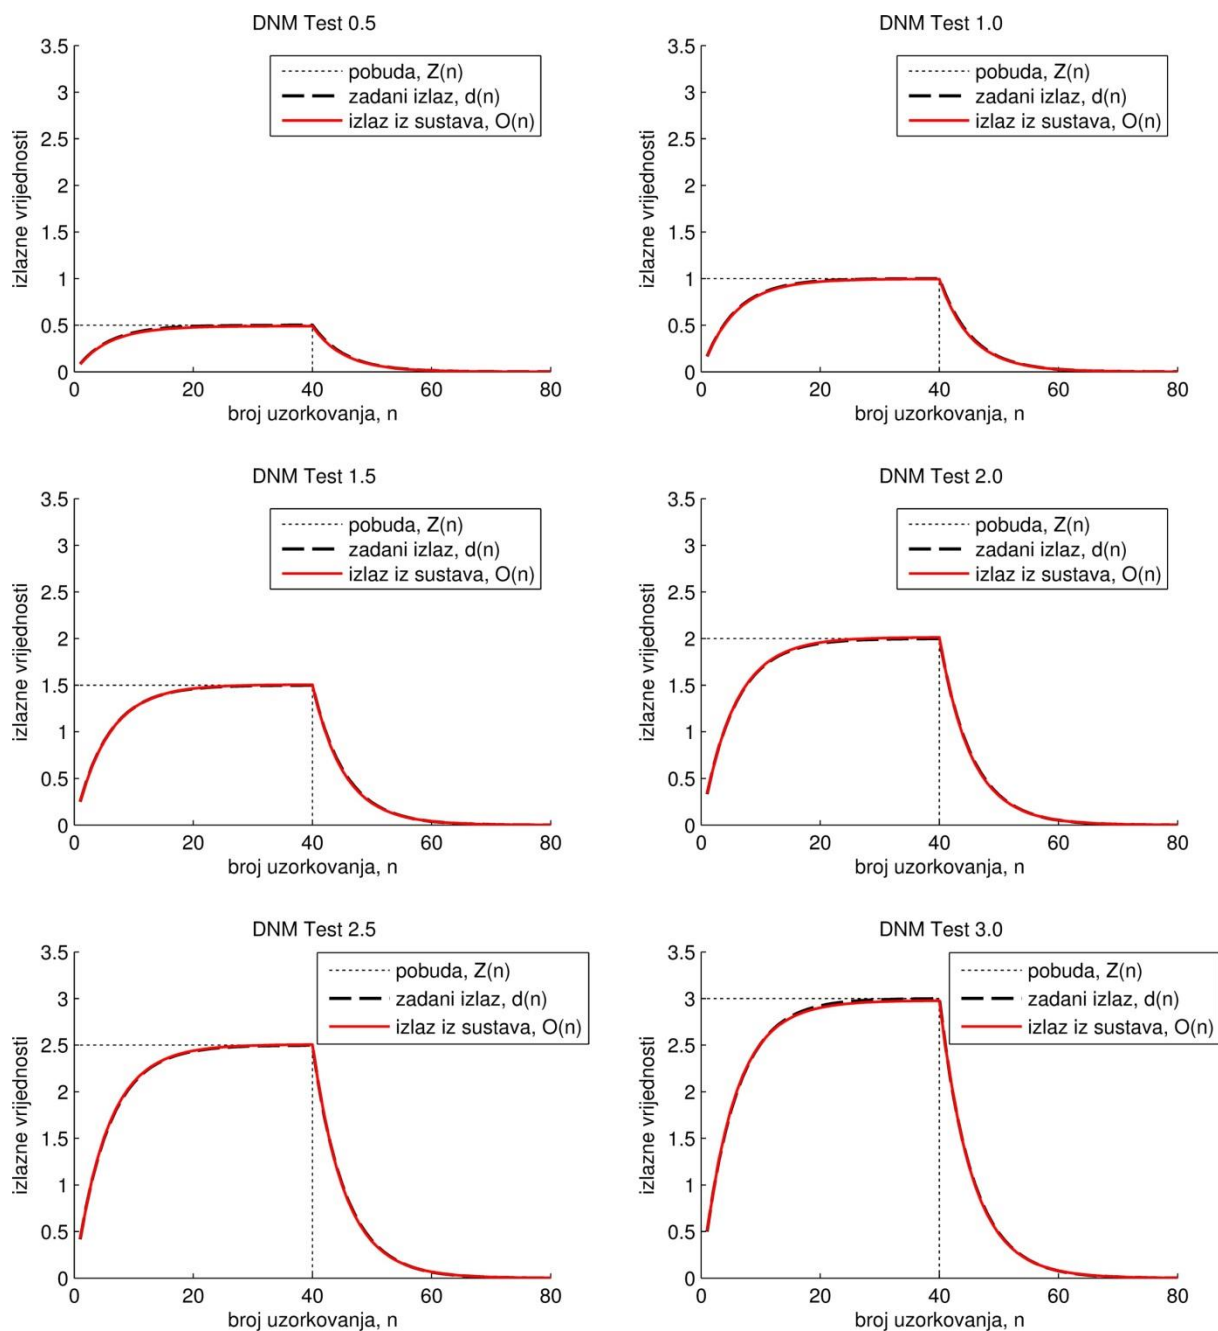 DNM Test 0.5
pobuda, Z(n)
zadani izlaz, d(n)
izlaz iz sustava, O(n)
izlazne vrijednosti
3.5
3
2.5
2
1.5
1
0.5
0
0 20 40 60 80
broj uzorkovanja, n
DNM Test 1.0
pobuda, Z(n)
zadani izlaz, d(n)
izlaz iz sustava, O(n)
izlazne vrijednosti
3.5
3
2.5
2
1.5
1
0.5
0
0 20 40 60 80
broj uzorkovanja, n
DNM Test 1.5
pobuda, Z(n)
zadani izlaz, d(n)
izlaz iz sustava, O(n)
izlazne vrijednosti
3.5
3
2.5
2
1.5
1
0.5
0
0 20 40 60 80
broj uzorkovanja, n
DNM Test 2.0
pobuda, Z(n)
zadani izlaz, d(n)
izlaz iz sustava, O(n)
izlazne vrijednosti
3.5
3
2.5
2
1.5
1
0.5
0
0 20 40 60 80
broj uzorkovanja, n
DNM Test 2.5
pobuda, Z(n)
zadani izlaz, d(n)
izlaz iz sustava, O(n)
izlazne vrijednosti
3.5
3
2.5
2
1.5
1
0.5
0
0 20 40 60 80
broj uzorkovanja, n
DNM Test 3.0
pobuda, Z(n)
zadani izlaz, d(n)
izlaz iz sustava, O(n)
izlazne vrijednosti
3.5
3
2.5
2
1.5
1
0.5
0
0 20 40 60 80
broj uzorkovanja, n